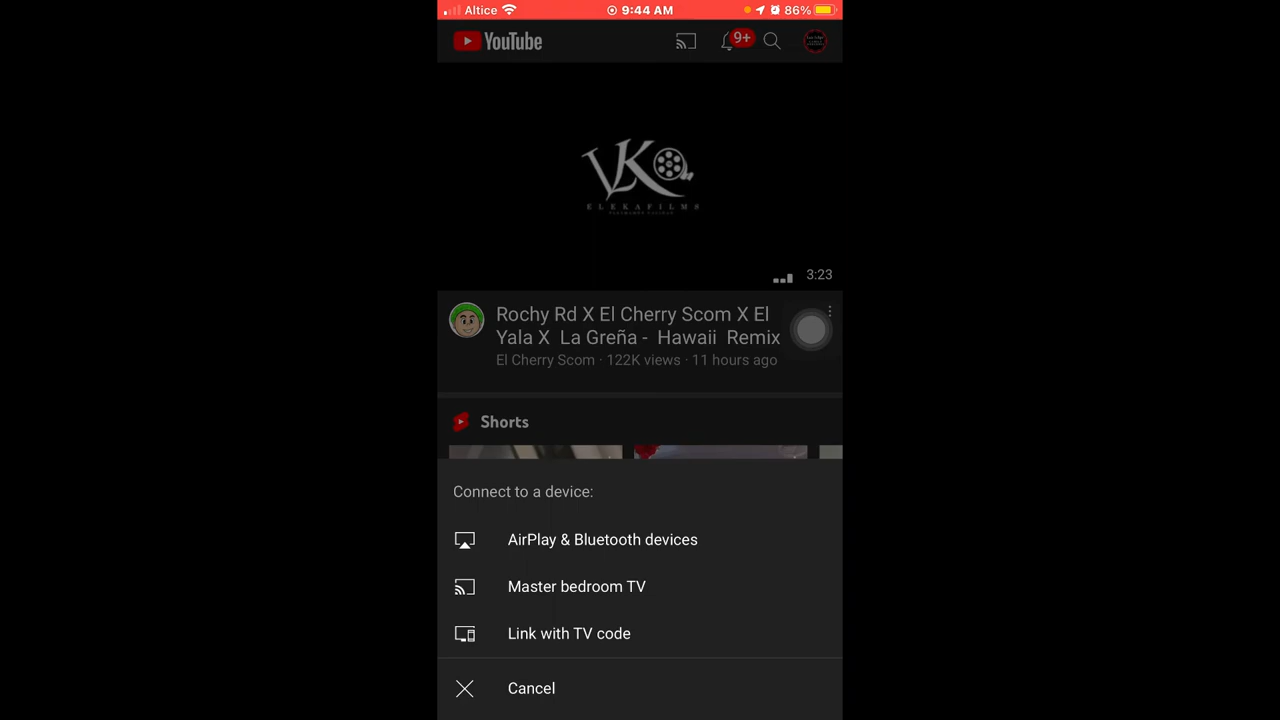 Altice 9:44 AM 86%
YouTube 9+
VK
ELEKAFILMS
3:23
Rochy Rd X El Cherry Scom X El
Yala X La Greña - Hawaii Remix
El Cherry Scom · 122K views · 11 hours ago
Shorts
Connect to a device:
AirPlay & Bluetooth devices
Master bedroom TV
Link with TV code
Cancel